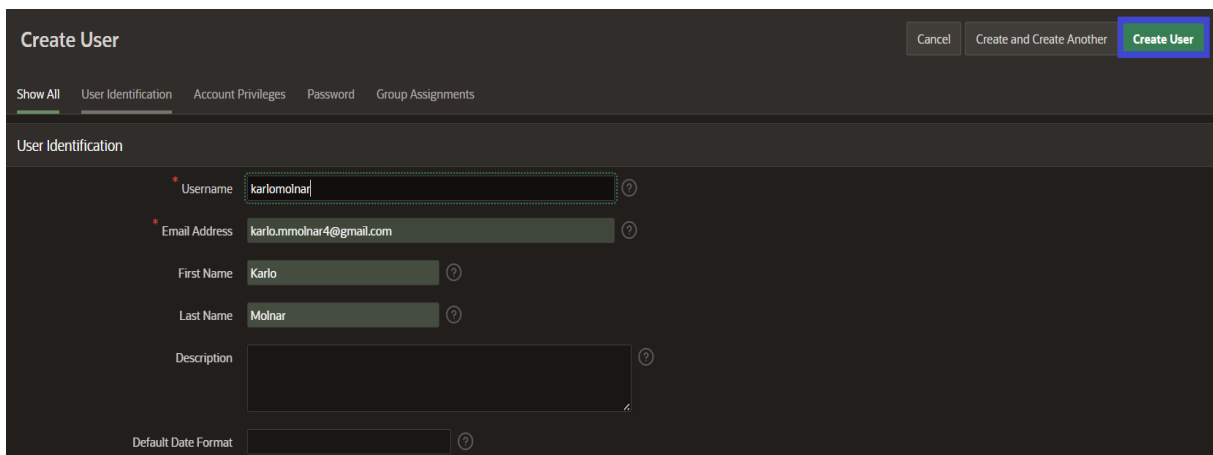 Create User
Cancel
Create and Create Another
Create User
Show All User Identification Account Privileges Password Group Assignments
User Identification
* Username karlomolnar ?
* Email Address karlo.mmolnar4@gmail.com ?
First Name Karlo ?
Last Name Molnar ?
Description ?
Default Date Format ?